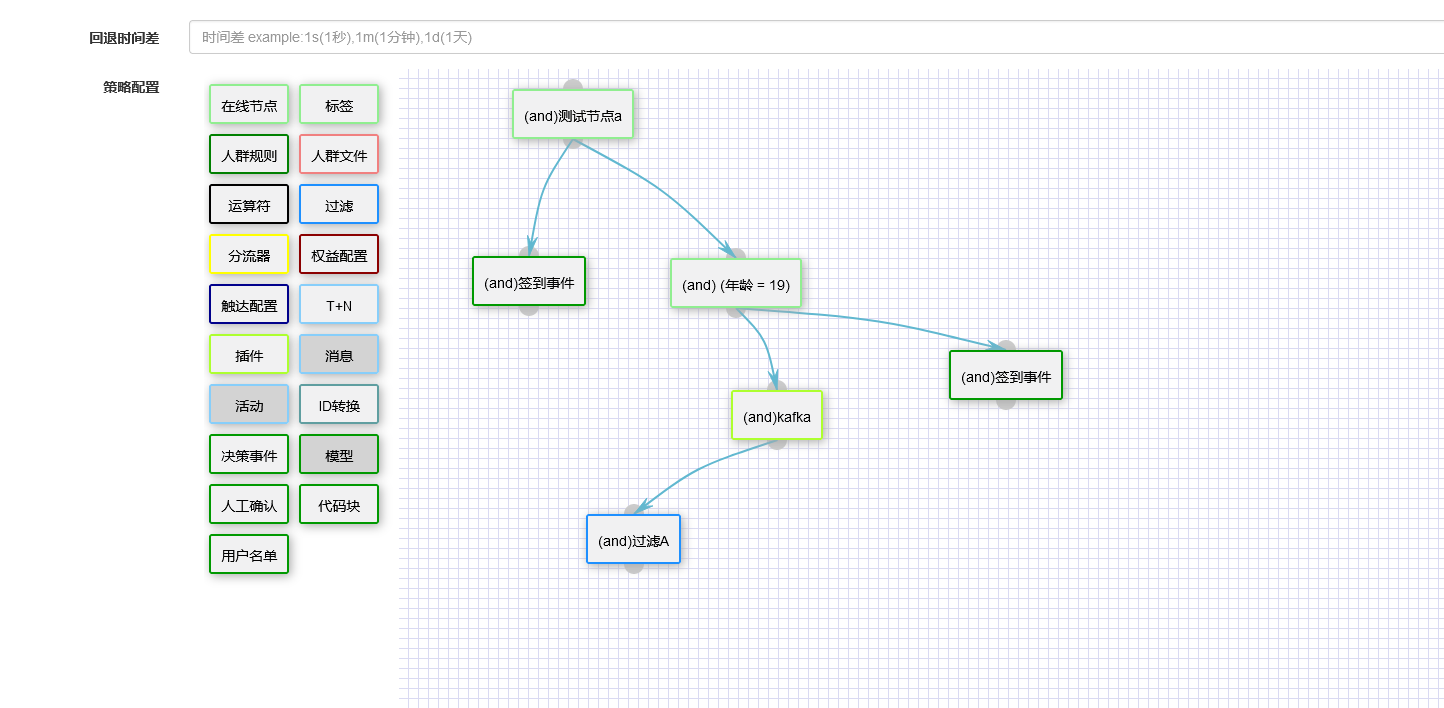 回退时间差
时间差 example:1s(1秒),1m(1分钟),1d(1天)
策略配置
在线节点
标签
人群规则
人群文件
运算符
过滤
分流器
权益配置
触达配置
T+N
插件
消息
活动
ID转换
决策事件
模型
人工确认
代码块
用户名单
(and)测试节点a
(and)签到事件
(and) (年龄 = 19)
(and)签到事件
(and)kafka
(and)过滤A